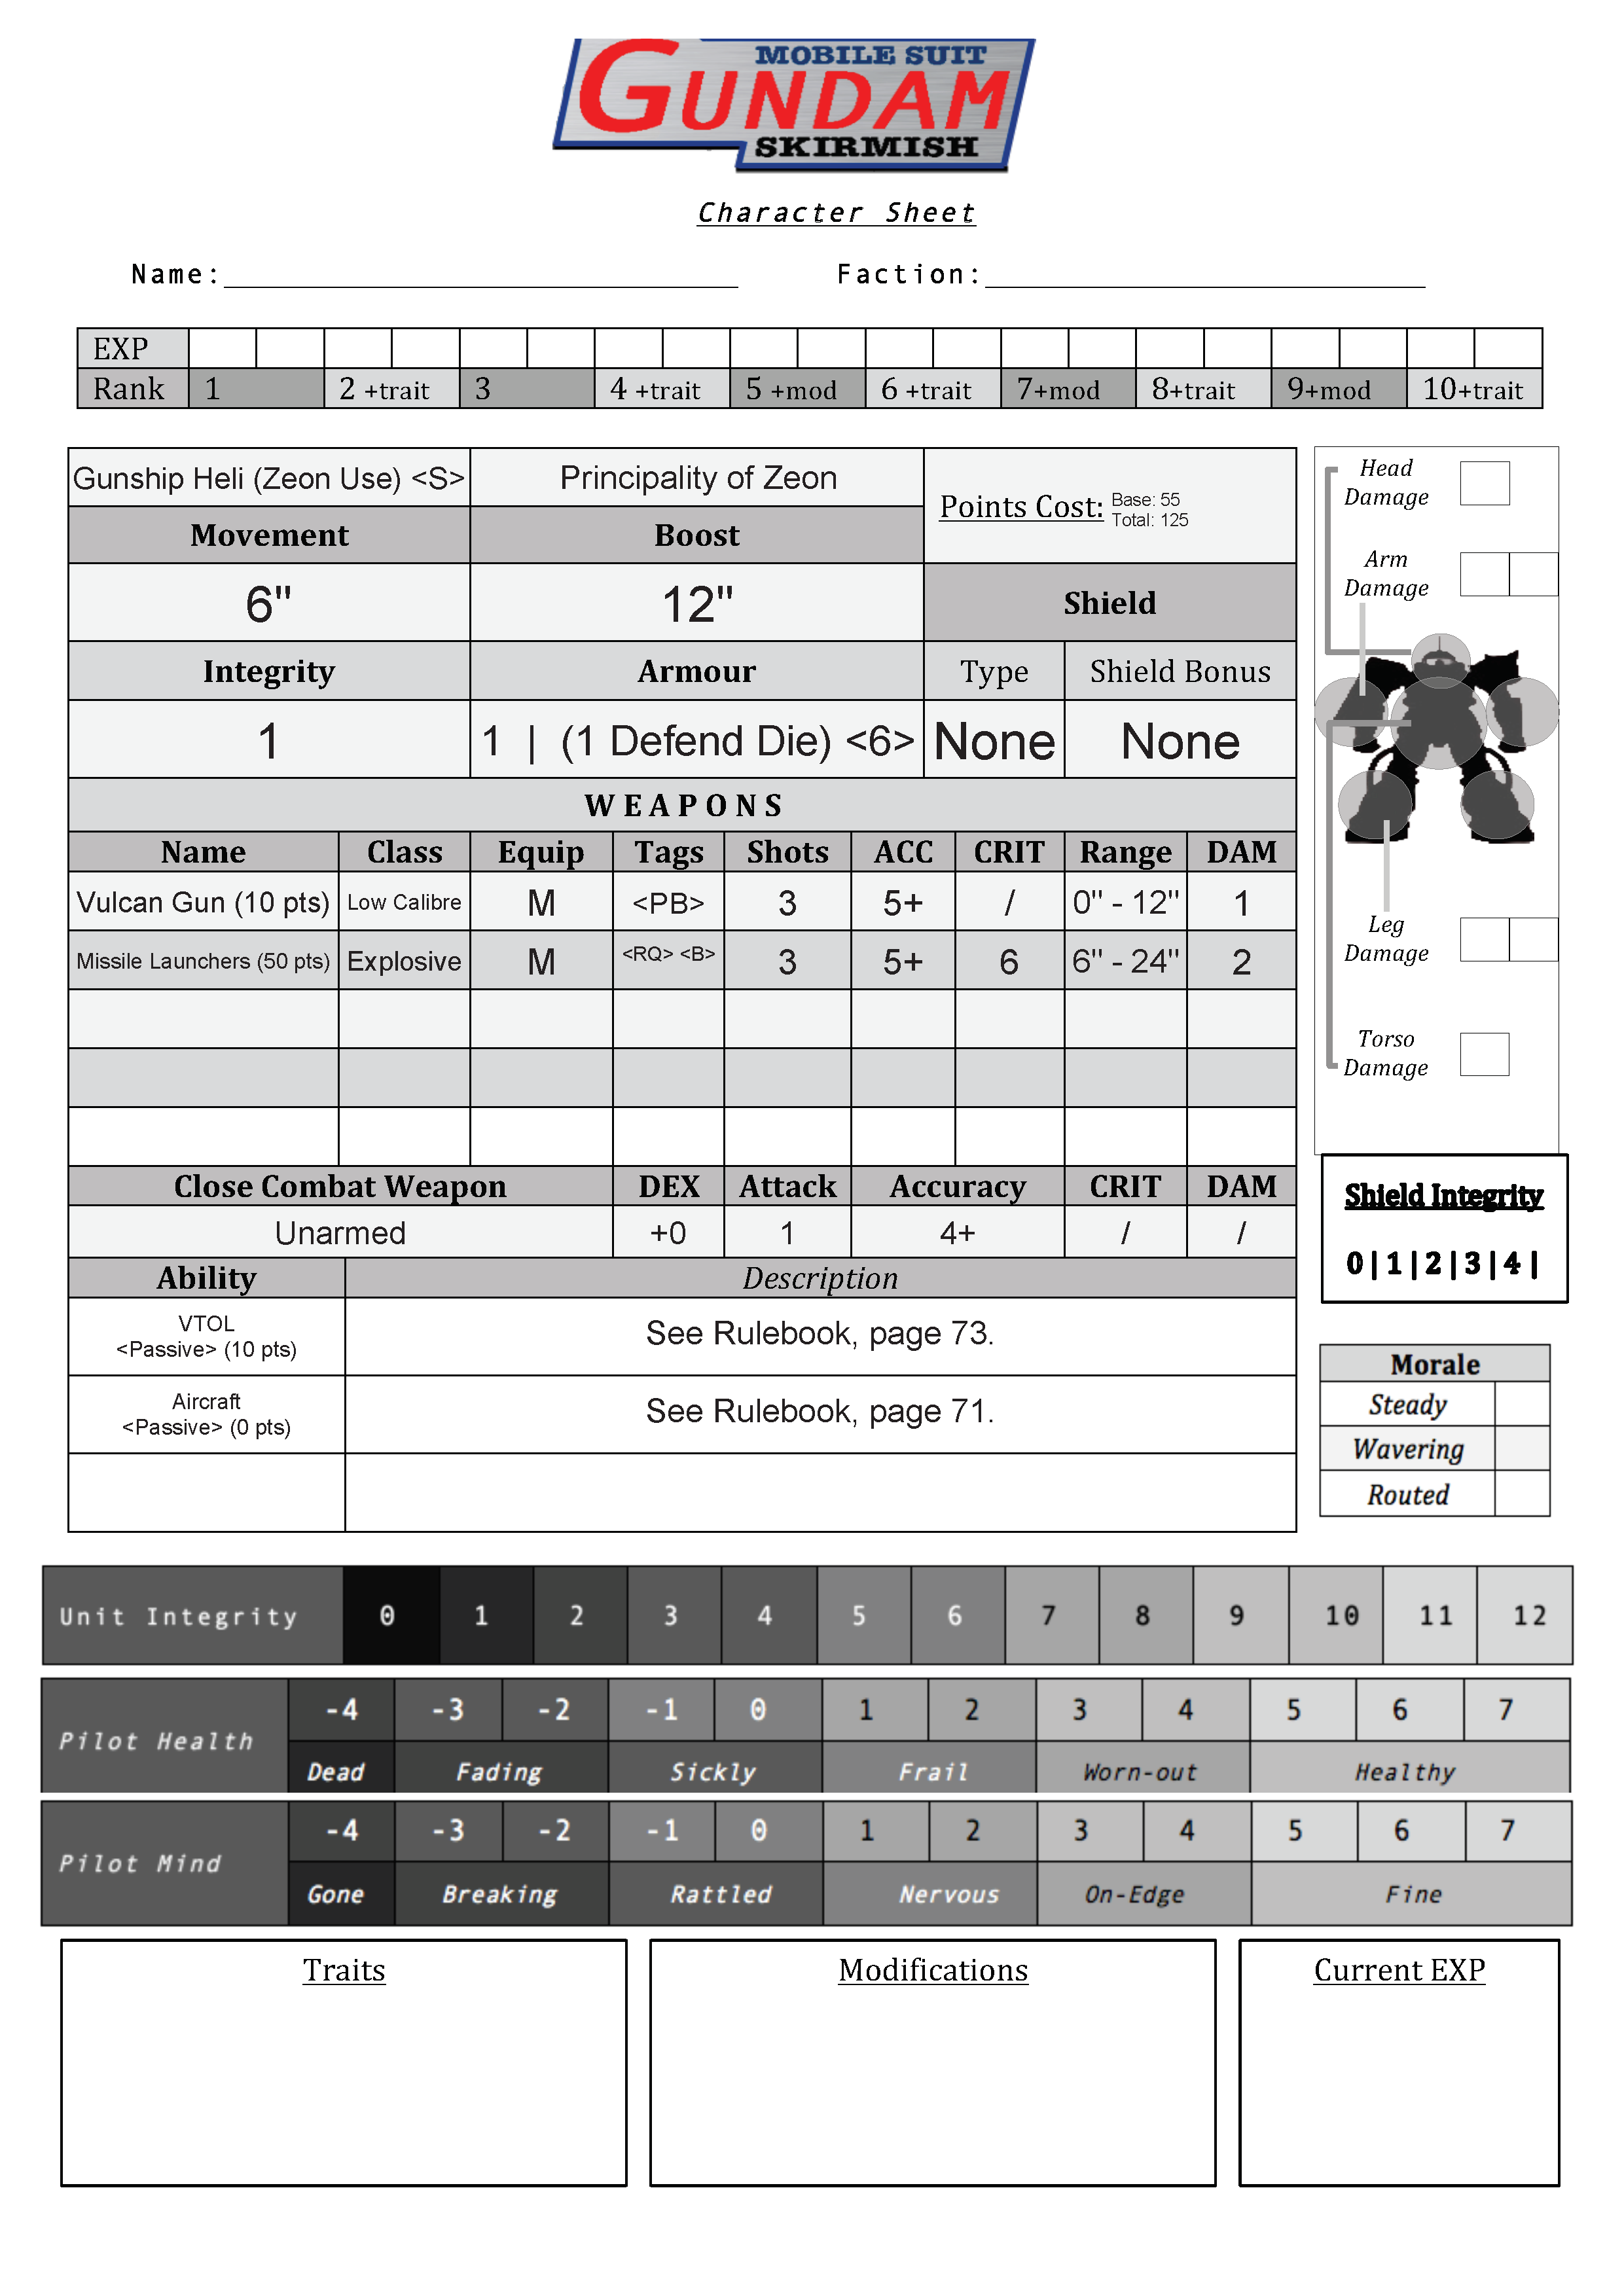 MOBILE SUIT
GUNDAM
SKIRMISH
Character Sheet
Name: Faction:
EXP
Rank 1 2 +trait 3 4 +trait 5 +mod 6 +trait 7+mod 8+trait 9+mod 10+trait
Gunship Heli (Zeon Use) <S> Principality of Zeon
Points Cost: Base: 55
Total: 125
Movement Boost
6" 12" Shield
Integrity Armour Type Shield Bonus
1 1 | (1 Defend Die) <6> None None
WEAPONS
Name Class Equip Tags Shots ACC CRIT Range DAM
Vulcan Gun (10 pts) Low Calibre M <PB> 3 5+ / 0" - 12" 1
Missile Launchers (50 pts) Explosive M <RQ> <B> 3 5+ 6 6" - 24" 2
Close Combat Weapon DEX Attack Accuracy CRIT DAM
Unarmed +0 1 4+ / /
Ability Description
VTOL
<Passive> (10 pts) See Rulebook, page 73.
Aircraft
<Passive> (0 pts) See Rulebook, page 71.
Head
Damage
Arm
Damage
Leg
Damage
Torso
Damage
Shield Integrity
0 | 1 | 2 | 3 | 4 |
Morale
Steady
Wavering
Routed
Unit Integrity 0 1 2 3 4 5 6 7 8 9 10 11 12
Pilot Health -4 -3 -2 -1 0 1 2 3 4 5 6 7
Dead Fading Sickly Frail Worn-out Healthy
Pilot Mind -4 -3 -2 -1 0 1 2 3 4 5 6 7
Gone Breaking Rattled Nervous On-Edge Fine
Traits Modifications Current EXP